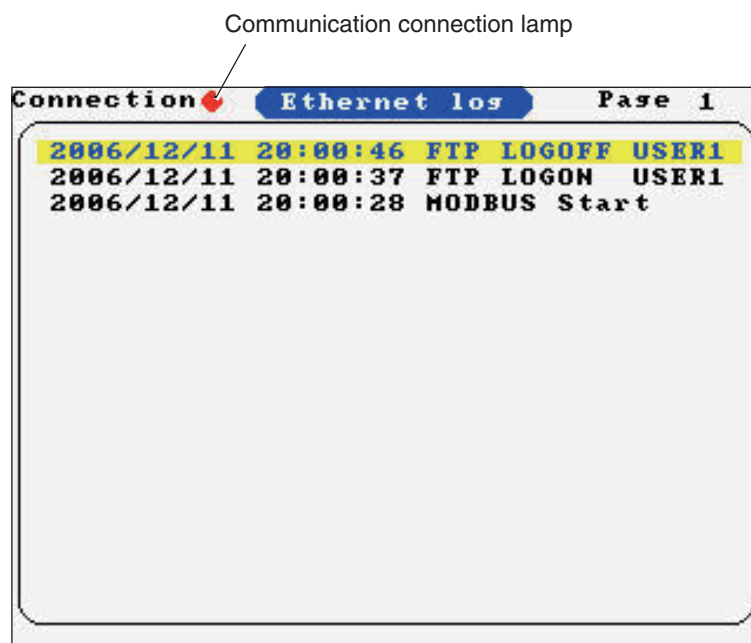 Communication connection lamp
Connection Ethernet log Page 1
2006/12/11 20:00:46 FTP LOGOFF USER1
2006/12/11 20:00:37 FTP LOGON USER1
2006/12/11 20:00:28 MODBUS Start